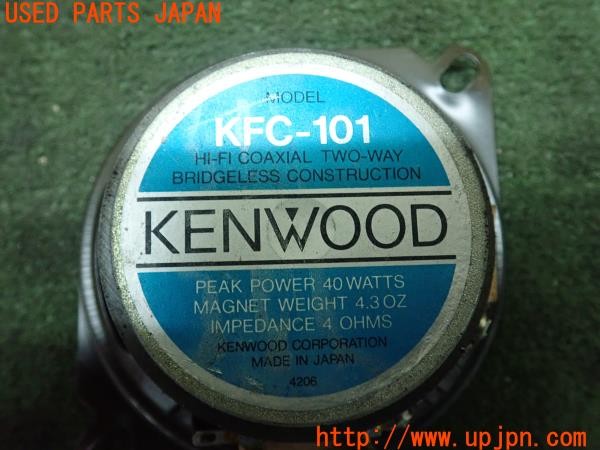 USED PARTS JAPAN
MODEL
KFC-101
HI-FI COAXIAL TWO-WAY
BRIDGELESS CONSTRUCTION
KENWOOD
PEAK POWER 40 WATTS
MAGNET WEIGHT 4.3 OZ
IMPEDANCE 4 OHMS
KENWOOD CORPORATION
MADE IN JAPAN
4206
http://www.upjpn.com/